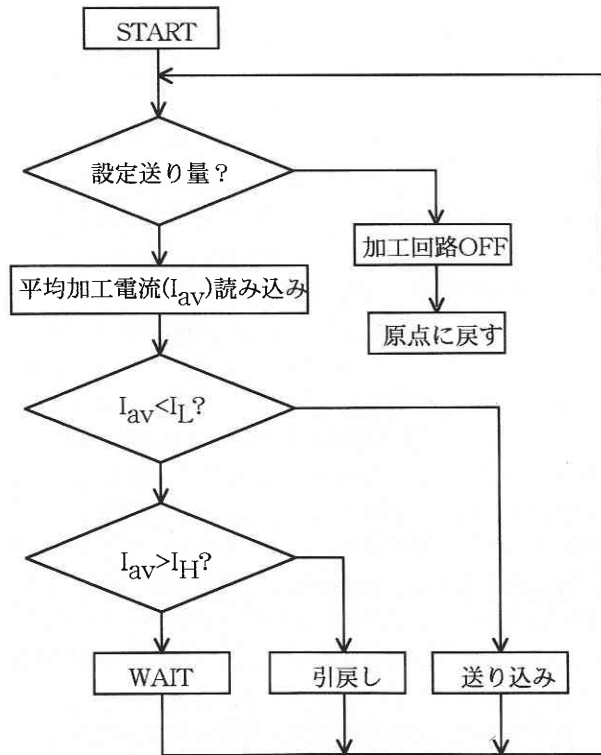 START
設定送り量？
加工回路OFF
平均加工電流(Iav)読み込み
原点に戻す
Iav<IL?
Iav>IH?
WAIT
引戻し
送り込み